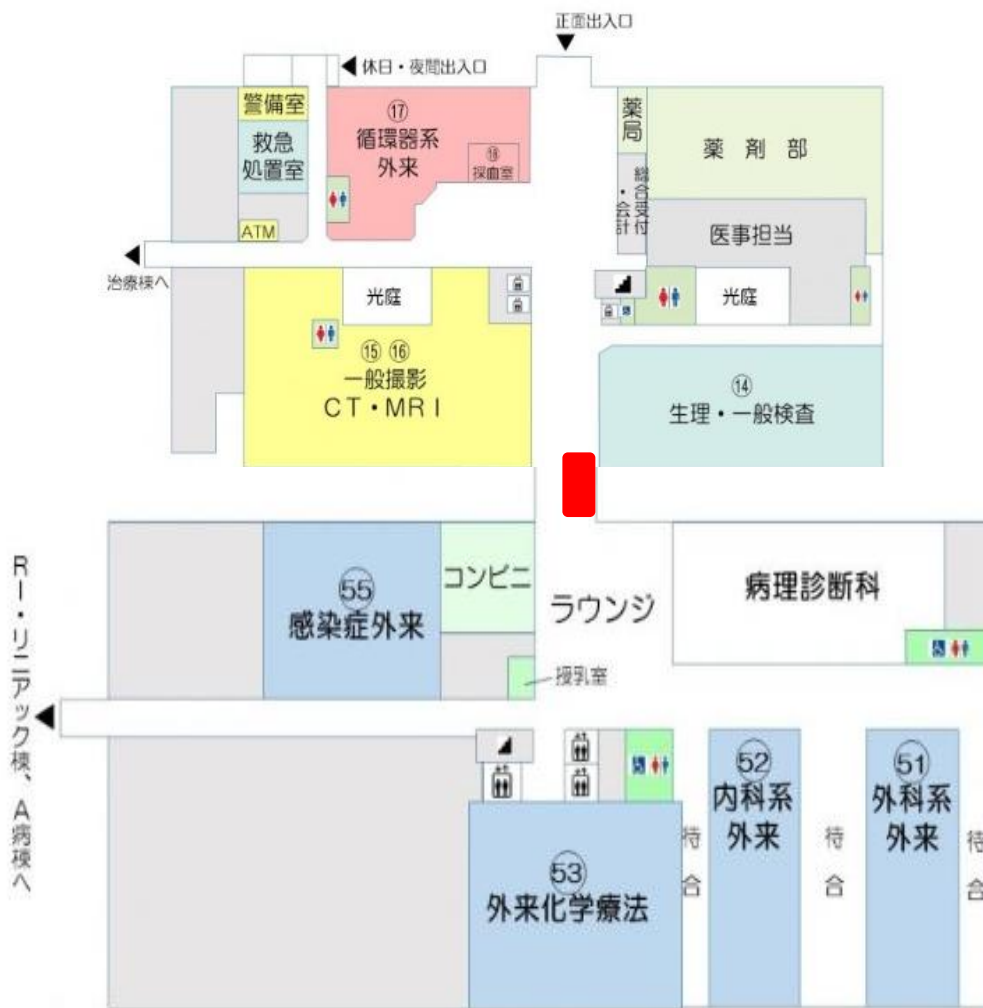 正面出入口
休日・夜間出入口
警備室
救急
処置室
ATM
⑰
循環器系
外来
⑱
採血室
薬局
総合受付
・会計
薬 剤 部
医事担当
治療棟へ
光庭
光庭
⑮ ⑯
一般撮影
CT・MRI
⑭
生理・一般検査
RI・リニアック棟、A病棟へ
55
感染症外来
コンビニ
ラウンジ
病理診断科
授乳室
53
外来化学療法
待合
52
内科系
外来
待合
51
外科系
外来
待合